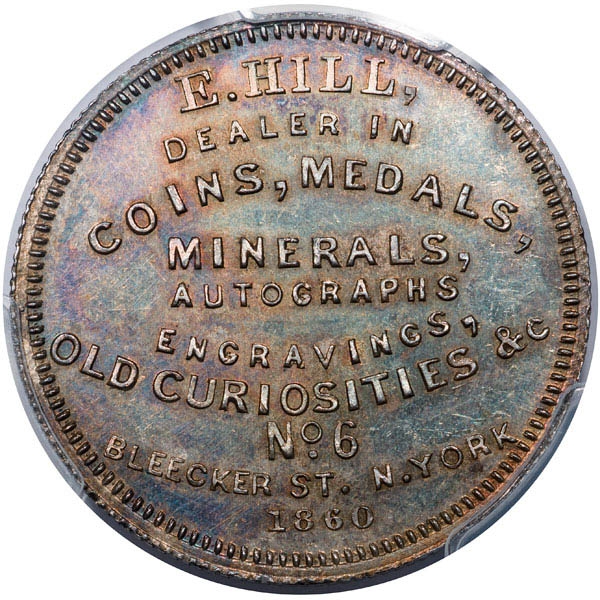 E. HILL,
DEALER IN
COINS, MEDALS,
MINERALS,
AUTOGRAPHS
ENGRAVINGS,
OLD CURIOSITIES & C
No 6
BLEECKER ST. N. YORK
1860